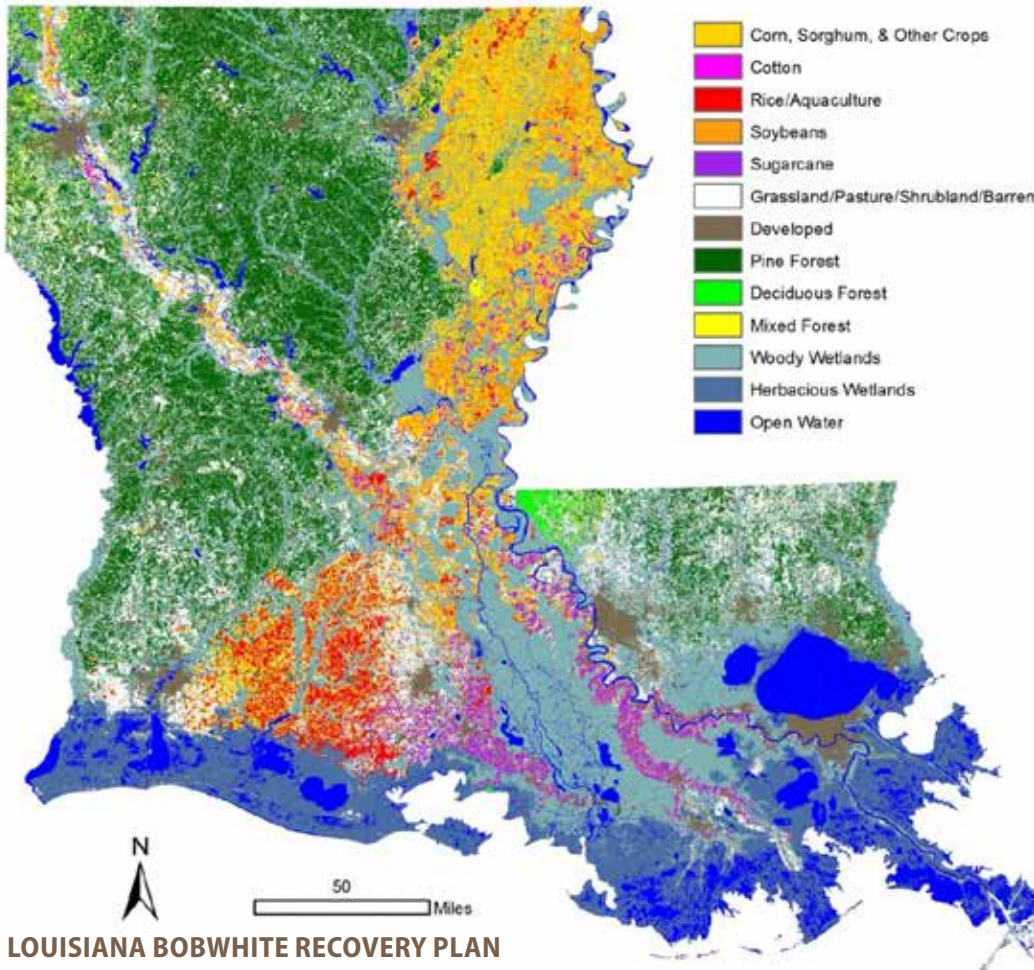 Corn, Sorghum, & Other Crops
Cotton
Rice/Aquaculture
Soybeans
Sugarcane
Grassland/Pasture/Shrubland/Barren
Developed
Pine Forest
Deciduous Forest
Mixed Forest
Woody Wetlands
Herbacious Wetlands
Open Water
N
50
Miles
LOUISIANA BOBWHITE RECOVERY PLAN